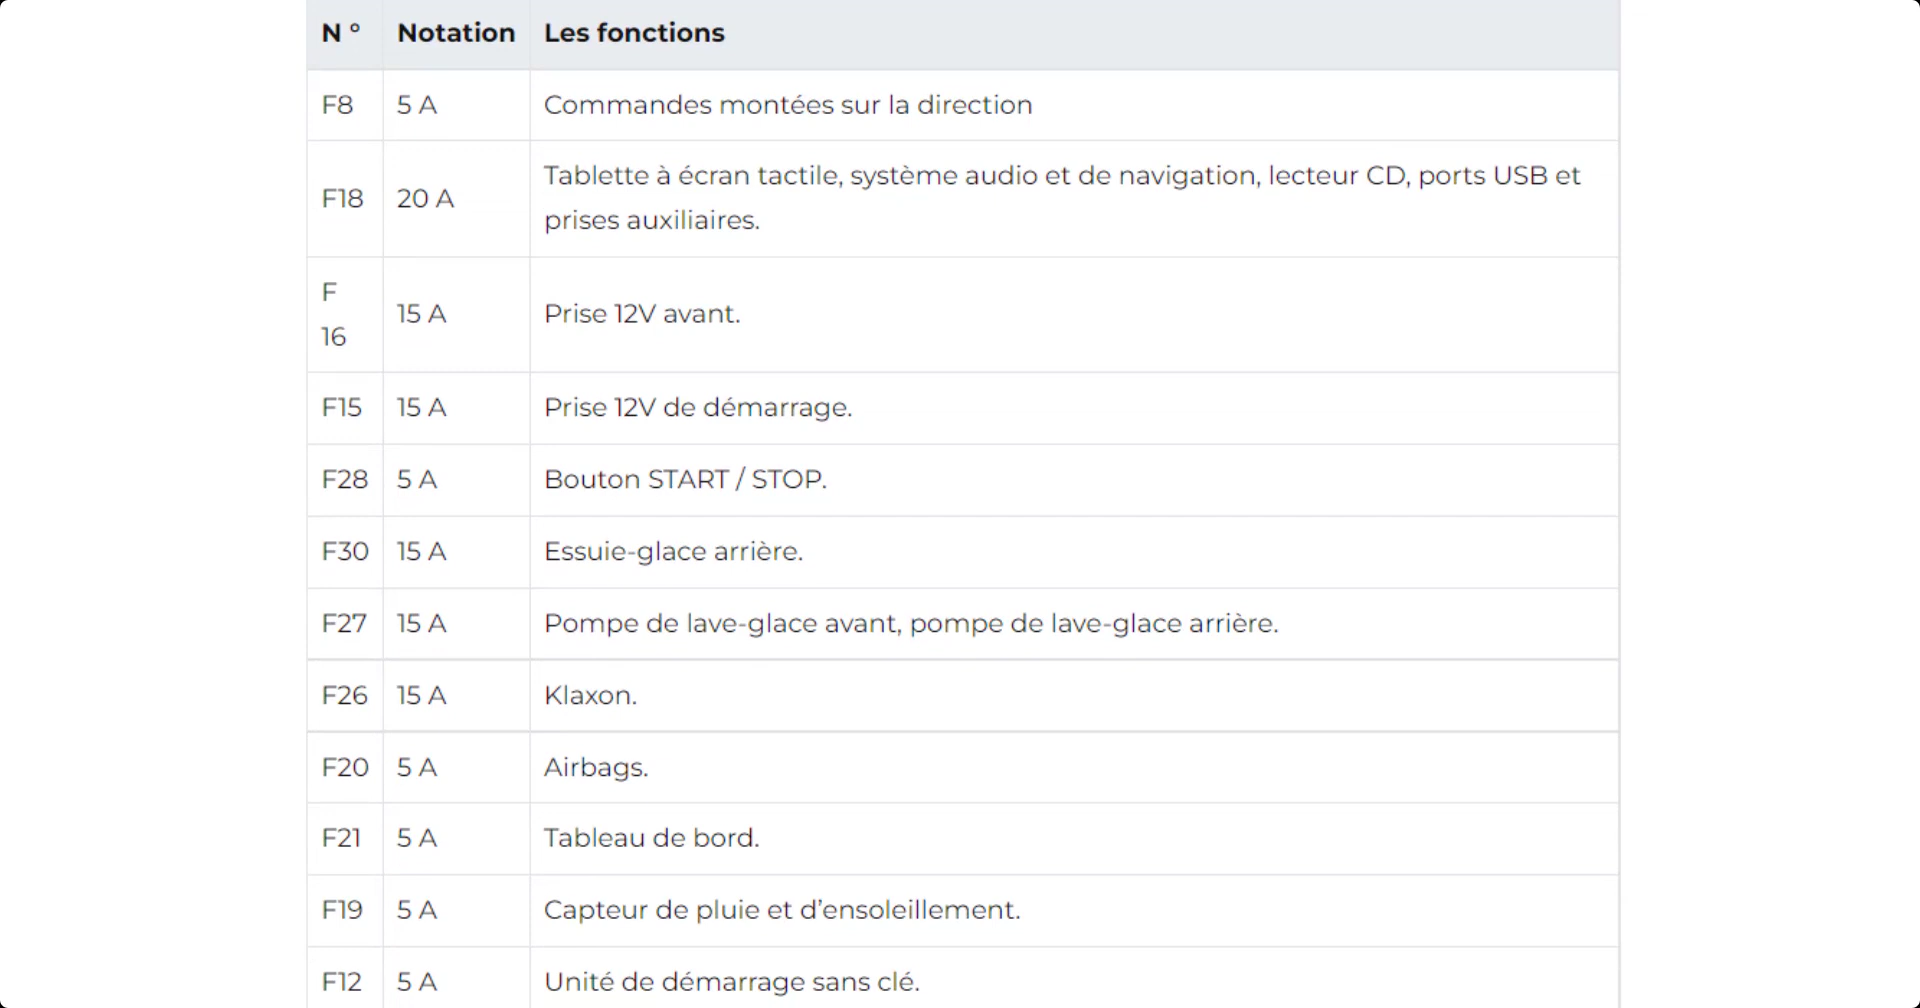 N ° Notation Les fonctions
F8 5 A Commandes montées sur la direction
F18 20 A Tablette à écran tactile, système audio et de navigation, lecteur CD, ports USB et
prises auxiliaires.
F
16 15 A Prise 12V avant.
F15 15 A Prise 12V de démarrage.
F28 5 A Bouton START / STOP.
F30 15 A Essuie-glace arrière.
F27 15 A Pompe de lave-glace avant, pompe de lave-glace arrière.
F26 15 A Klaxon.
F20 5 A Airbags.
F21 5 A Tableau de bord.
F19 5 A Capteur de pluie et d’ensoleillement.
F12 5 A Unité de démarrage sans clé.